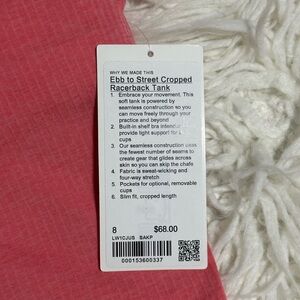 WHY WE MADE THIS
Ebb to Street Cropped
Racerback Tank
1. Embrace your movement. This
soft tank is powered by
seamless construction so you
can move freely through your
practice and beyond
2. Built-in shelf bra intended
provide light support for
cups
3. Our seamless construction uses
the fewest number of seams to
create gear that glides across
skin so you can skip the chafe
4. Fabric is sweat-wicking and
four-way stretch
5. Pockets for optional, removable
cups
6. Slim fit, cropped length
8 $68.00
LW1CJUS SAKP
000153600337